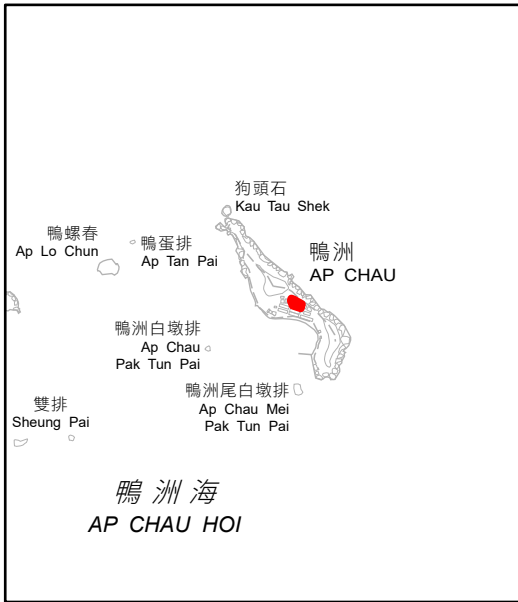 狗頭石
Kau Tau Shek
鴨螺春
Ap Lo Chun
鴨蛋排
Ap Tan Pai
鴨洲
AP CHAU
鴨洲白墩排
Ap Chau
Pak Tun Pai
鴨洲尾白墩排
Ap Chau Mei
Pak Tun Pai
雙排
Sheung Pai
鴨洲海
AP CHAU HOI